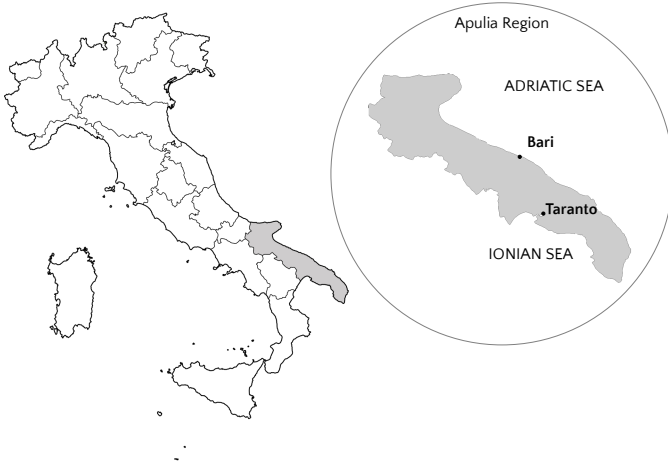 Apulia Region
ADRIATIC SEA
Bari
Taranto
IONIAN SEA